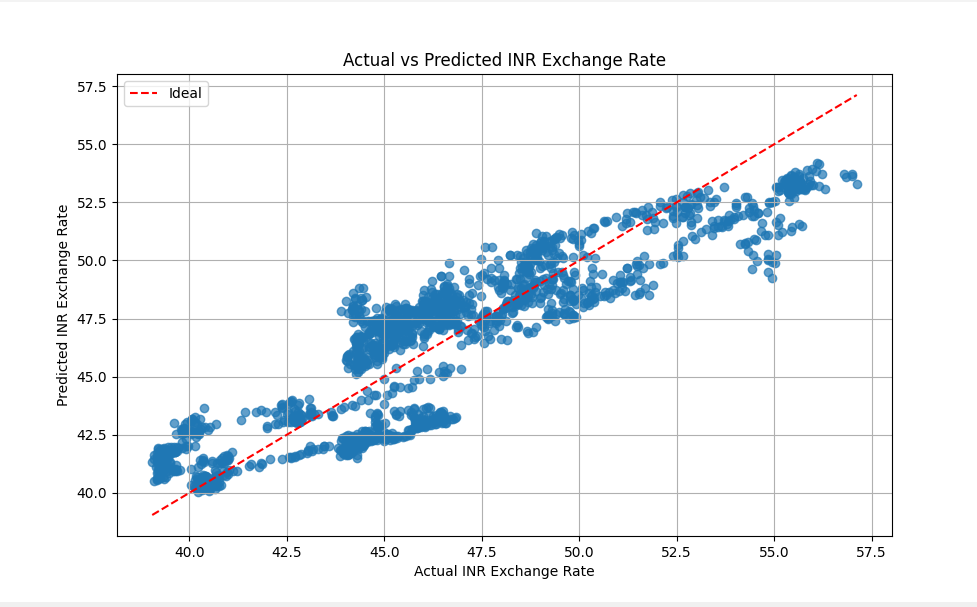 Actual vs Predicted INR Exchange Rate
Ideal
57.5
55.0
52.5
50.0
47.5
45.0
42.5
40.0
Predicted INR Exchange Rate
40.0 42.5 45.0 47.5 50.0 52.5 55.0 57.5
Actual INR Exchange Rate